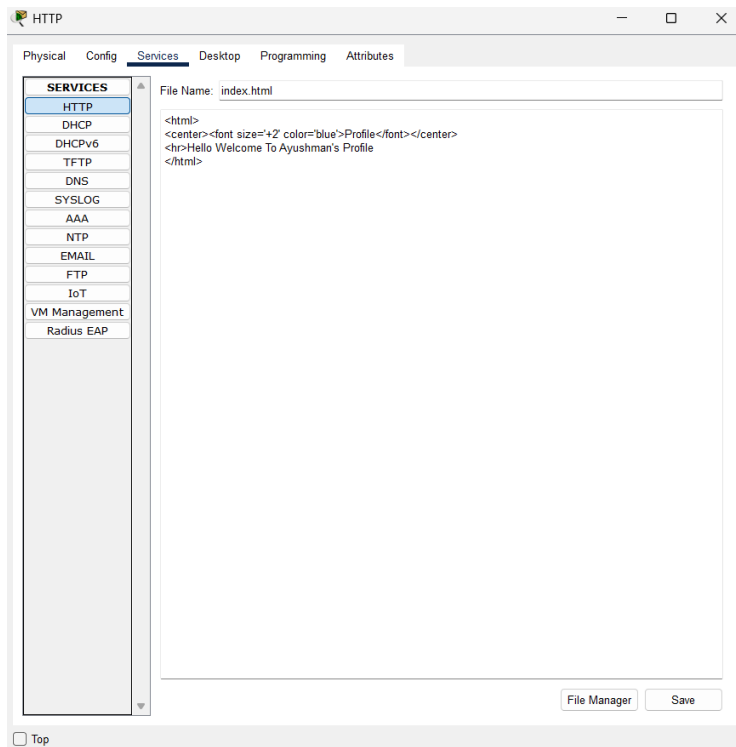 HTTP
Physical Config Services Desktop Programming Attributes
SERVICES
HTTP
DHCP
DHCPv6
TFTP
DNS
SYSLOG
AAA
NTP
EMAIL
FTP
IoT
VM Management
Radius EAP
File Name: index.html
<html>
<center><font size='+2' color='blue'>Profile</font></center>
<hr>Hello Welcome To Ayushman's Profile
</html>
File Manager Save
Top